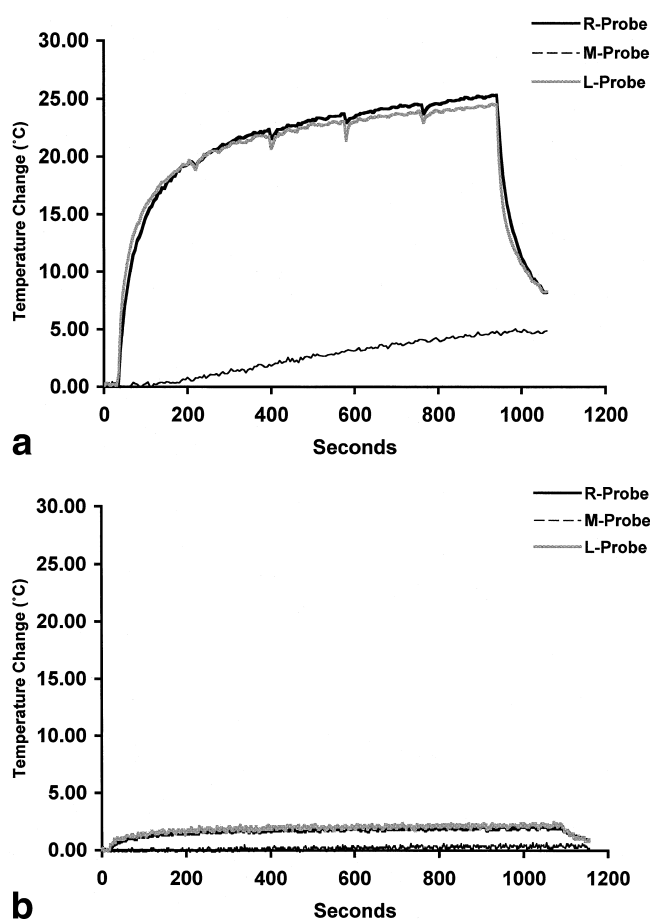 R-Probe
M-Probe
L-Probe
30.00
25.00
20.00
15.00
10.00
5.00
0.00
Temperature Change (˚C)
0 200 400 600 800 1000 1200
Seconds
a
R-Probe
M-Probe
L-Probe
30.00
25.00
20.00
15.00
10.00
5.00
0.00
Temperature Change (˚C)
0 200 400 600 800 1000 1200
Seconds
b